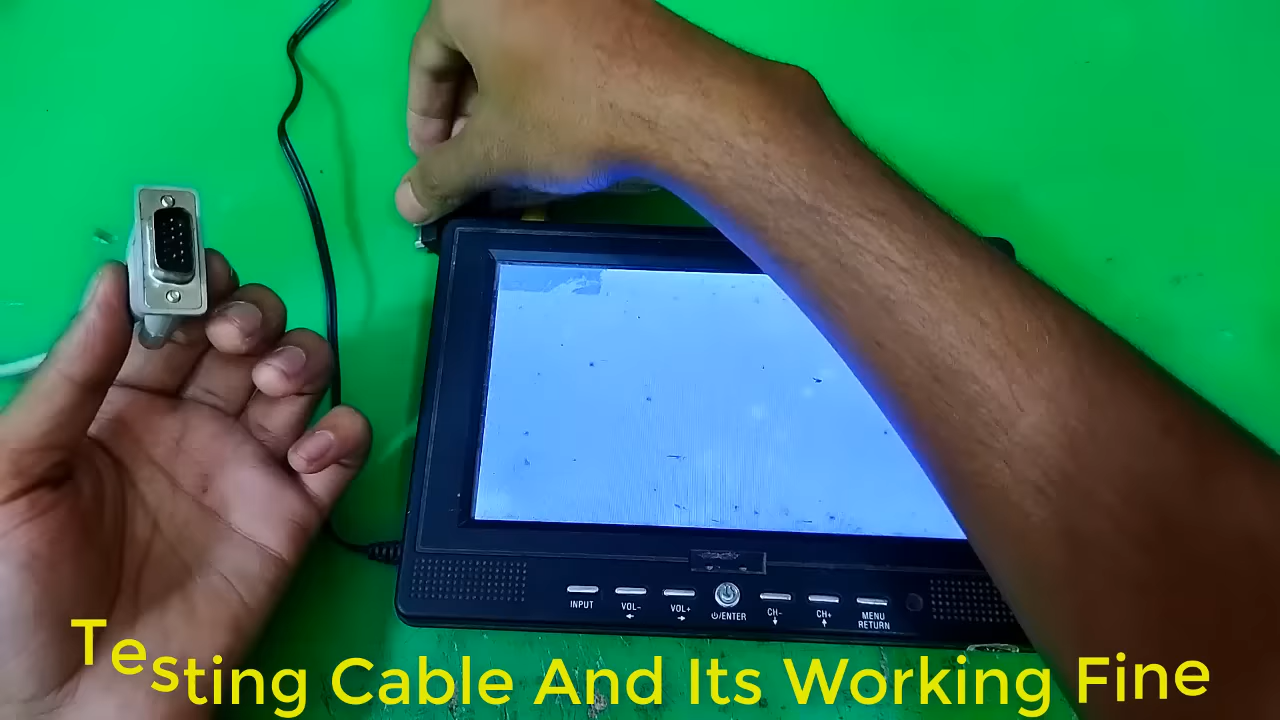 INPUT
VOL-
VOL+
⏻/ENTER
CH-
CH+
MENU
RETURN
Testing Cable And Its Working Fine